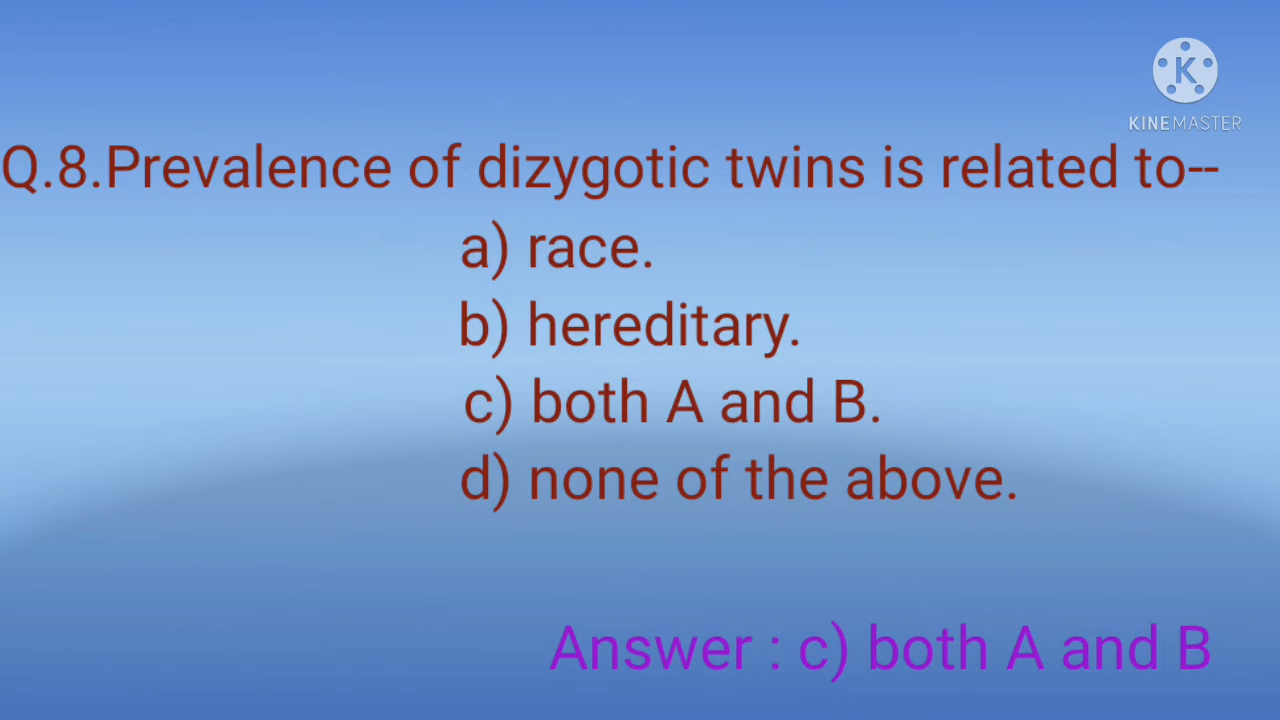 KINEMASTER
Q.8.Prevalence of dizygotic twins is related to--
a) race.
b) hereditary.
c) both A and B.
d) none of the above.
Answer : c) both A and B